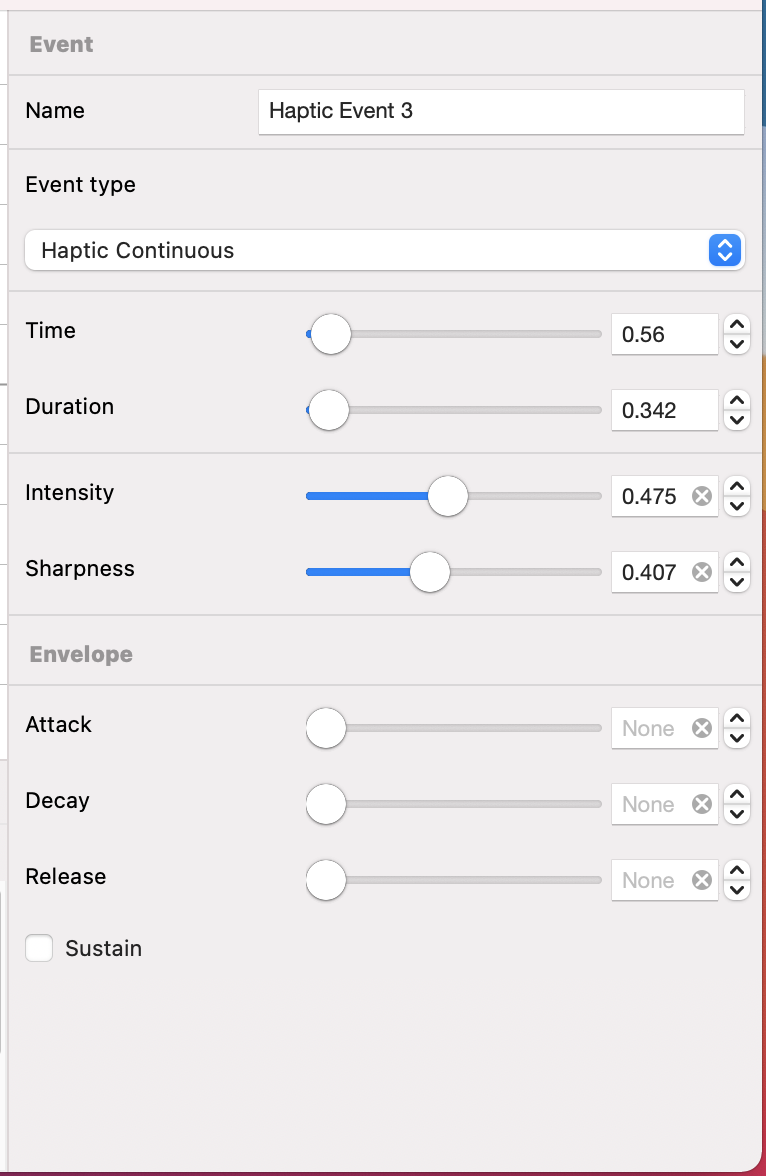 Event
Name Haptic Event 3
Event type
Haptic Continuous
Time 0.56
Duration 0.342
Intensity 0.475
Sharpness 0.407
Envelope
Attack None
Decay None
Release None
Sustain